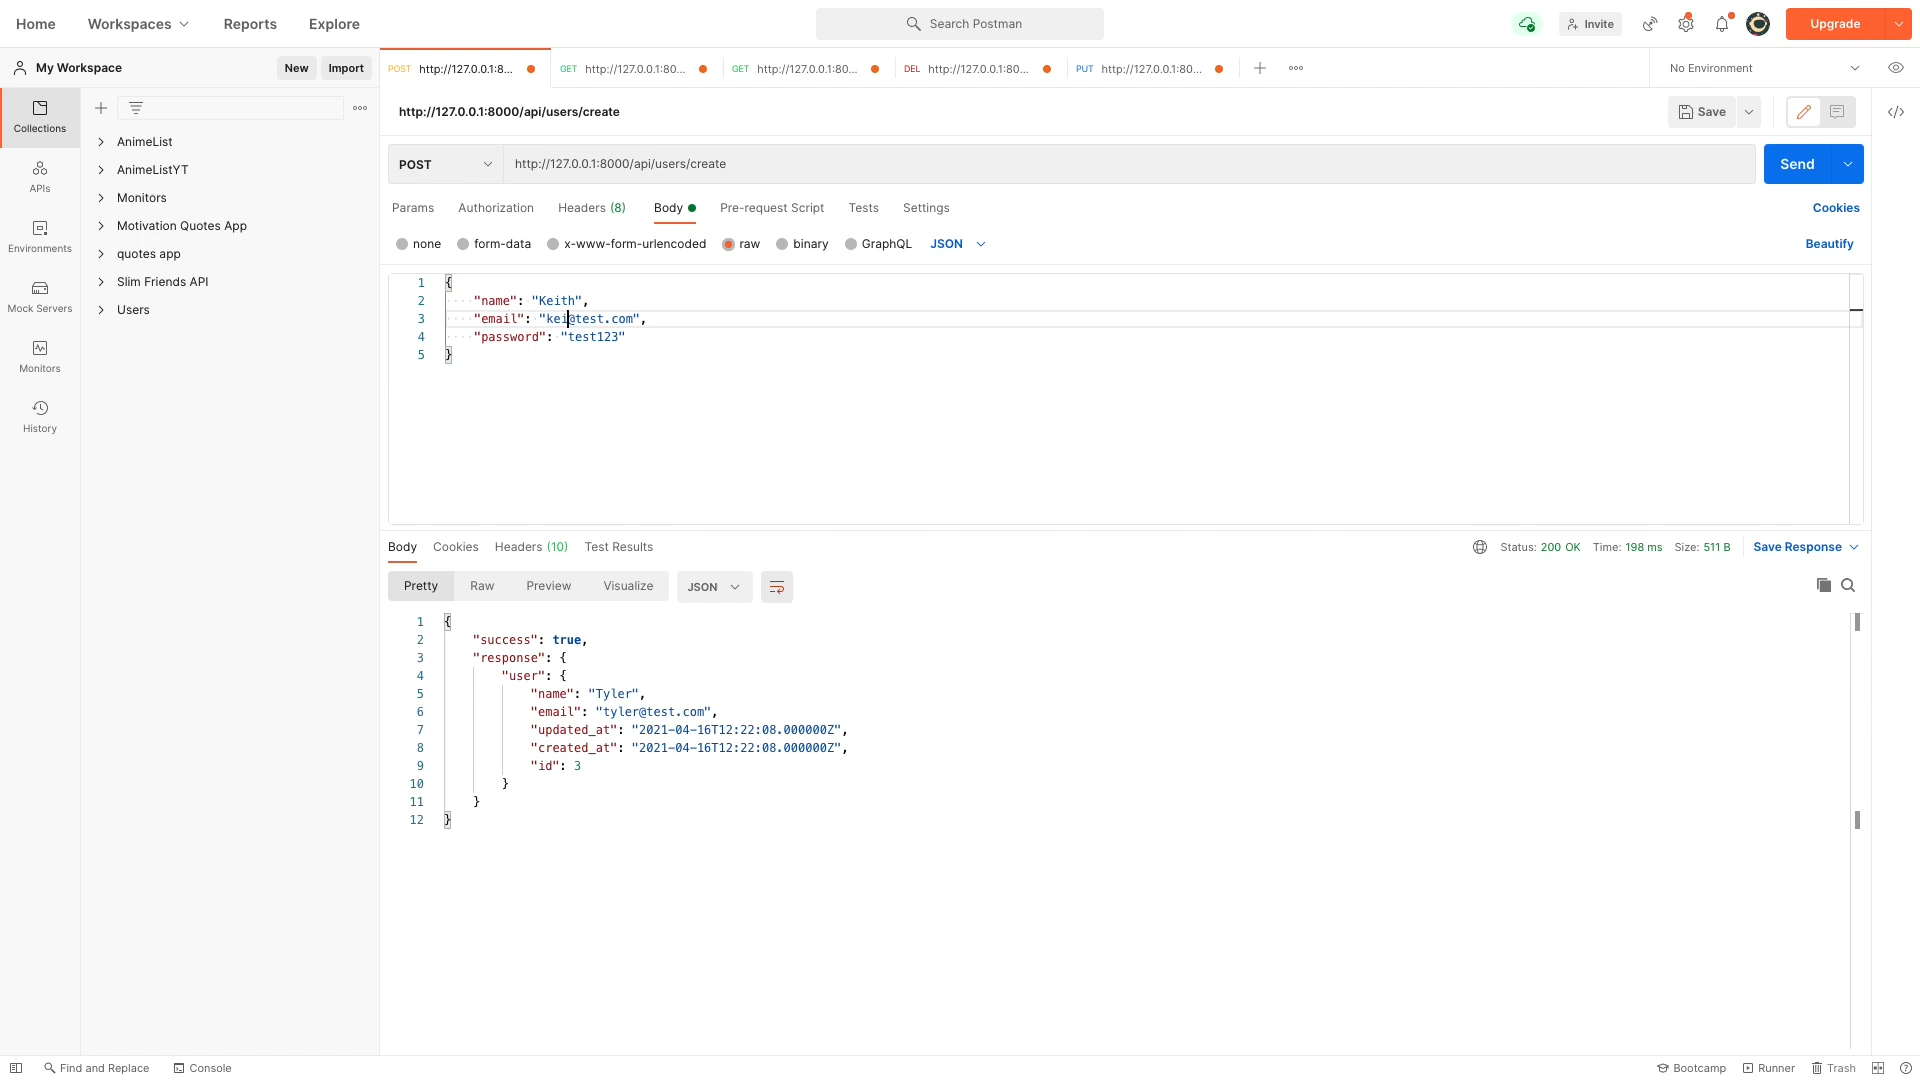 Home
Workspaces
Reports
Explore
Search Postman
Invite
Upgrade
My Workspace
New
Import
POST http://127.0.0.1:8...
GET http://127.0.0.1:80...
GET http://127.0.0.1:80...
DEL http://127.0.0.1:80...
PUT http://127.0.0.1:80...
No Environment
Collections
APIs
Environments
Mock Servers
Monitors
History
AnimeList
AnimeListYT
Monitors
Motivation Quotes App
quotes app
Slim Friends API
Users
http://127.0.0.1:8000/api/users/create
Save
POST
http://127.0.0.1:8000/api/users/create
Send
Params
Authorization
Headers (8)
Body
Pre-request Script
Tests
Settings
Cookies
none
form-data
x-www-form-urlencoded
raw
binary
GraphQL
JSON
Beautify
1 {
2 "name": "Keith",
3 "email": "kei@test.com",
4 "password": "test123"
5 }
Body
Cookies
Headers (10)
Test Results
Status: 200 OK
Time: 198 ms
Size: 511 B
Save Response
Pretty
Raw
Preview
Visualize
JSON
1 {
2 "success": true,
3 "response": {
4 "user": {
5 "name": "Tyler",
6 "email": "tyler@test.com",
7 "updated_at": "2021-04-16T12:22:08.000000Z",
8 "created_at": "2021-04-16T12:22:08.000000Z",
9 "id": 3
10 }
11 }
12 }
Find and Replace
Console
Bootcamp
Runner
Trash